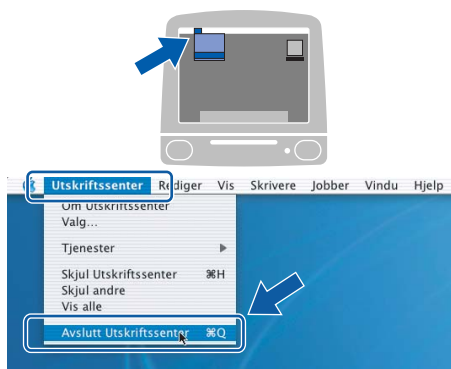 Utskriftssenter Rediger Vis Skrivere Jobber Vindu Hjelp
Om Utskriftssenter
Valg...
Tjenester
Skjul Utskriftssenter ⌘H
Skjul andre
Vis alle
Avslutt Utskriftssenter ⌘Q